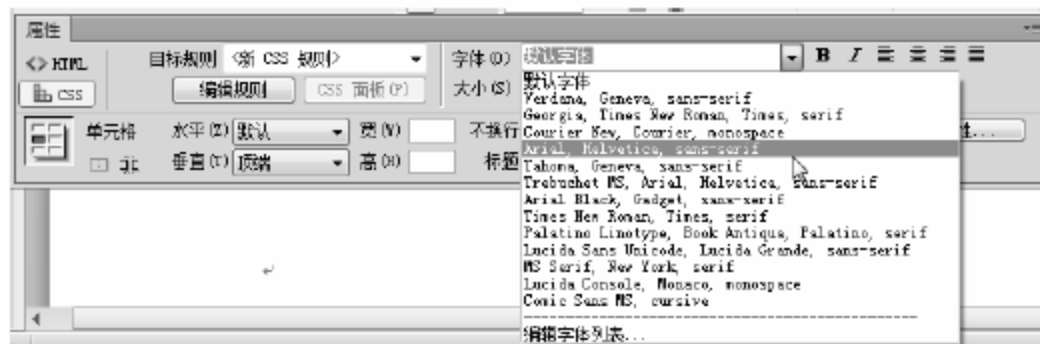 属性
<> HTML
目标规则 <新 CSS 规则>
字体(O) 默认字体
B I
CSS
编辑规则
CSS 面板(P)
大小(S)
默认字体
Verdana, Geneva, sans-serif
Georgia, Times New Roman, Times, serif
单元格
水平(Z) 默认
宽(W)
不换行
Courier New, Courier, monospace
Arial, Helvetica, sans-serif
垂直(T) 顶端
高(H)
标题
Tahoma, Geneva, sans-serif
Trebuchet MS, Arial, Helvetica, sans-serif
Arial Black, Gadget, sans-serif
Times New Roman, Times, serif
Palatino Linotype, Book Antiqua, Palatino, serif
Lucida Sans Unicode, Lucida Grande, sans-serif
MS Serif, New York, serif
Lucida Console, Monaco, monospace
Comic Sans MS, cursive
编辑字体列表...